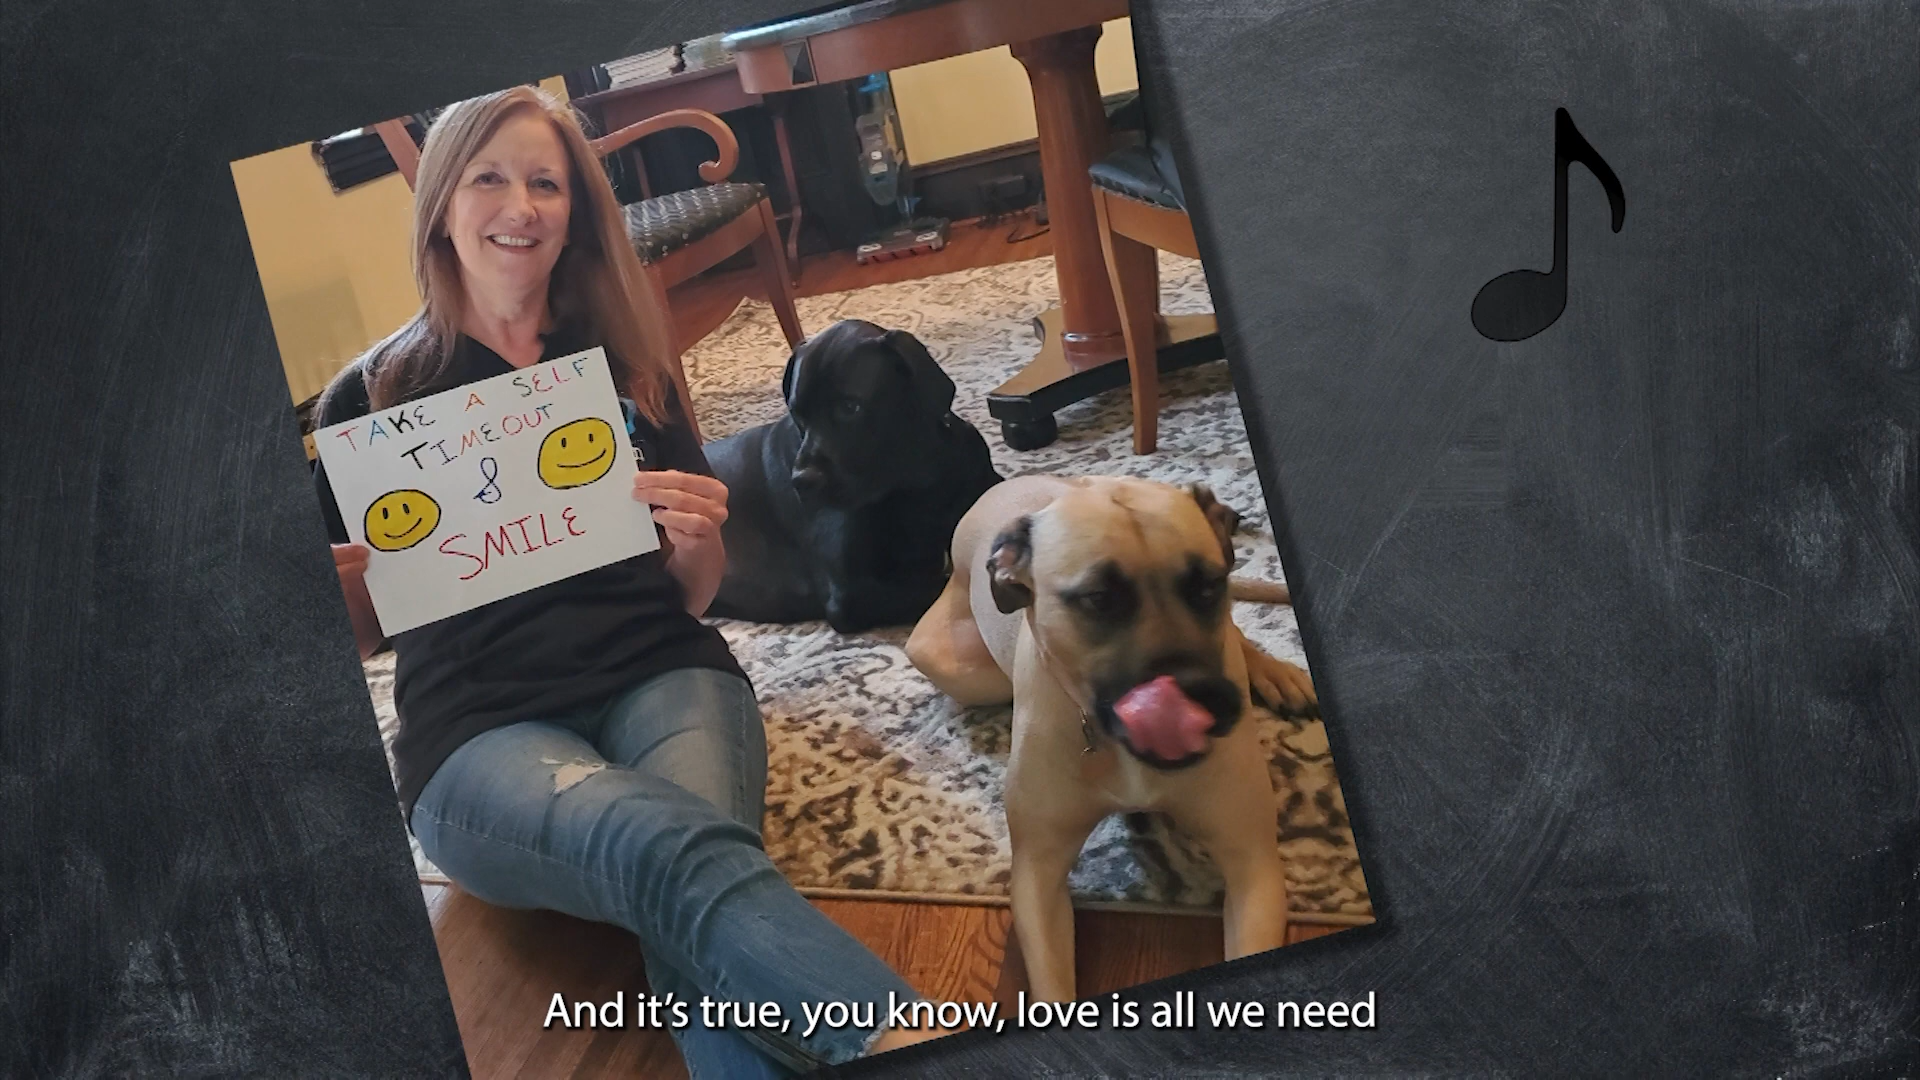 TAKE A SELF
TIMEOUT
&
SMILE
And it's true, you know, love is all we need